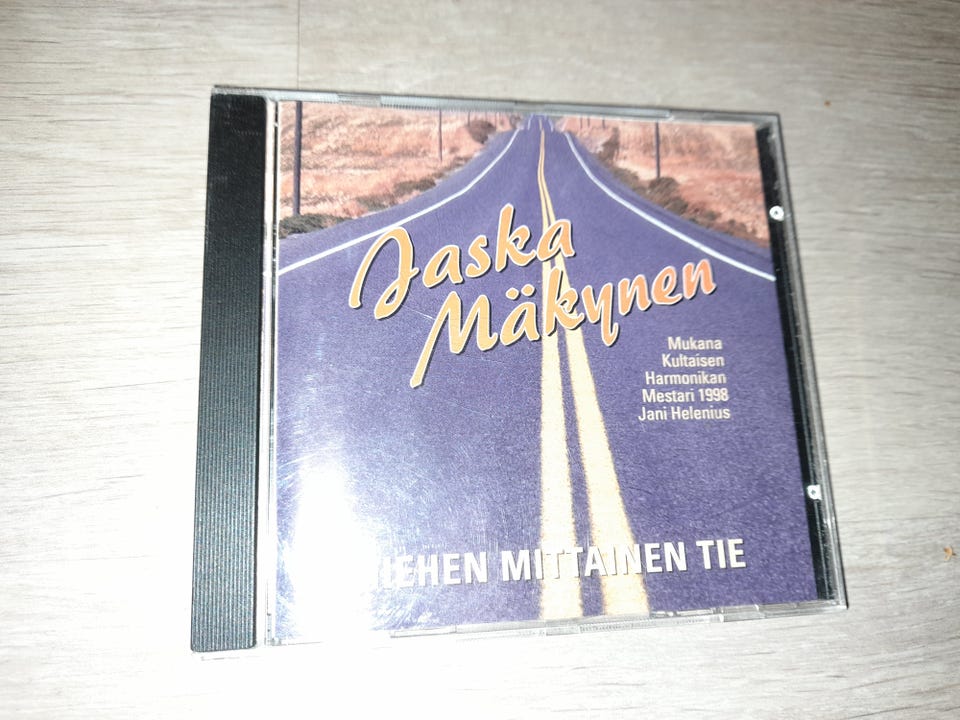 Jaska
Mäkynen
Mukana
Kultaisen
Harmonikan
Mestari 1998
Jani Helenius
MITTAINEN TIE